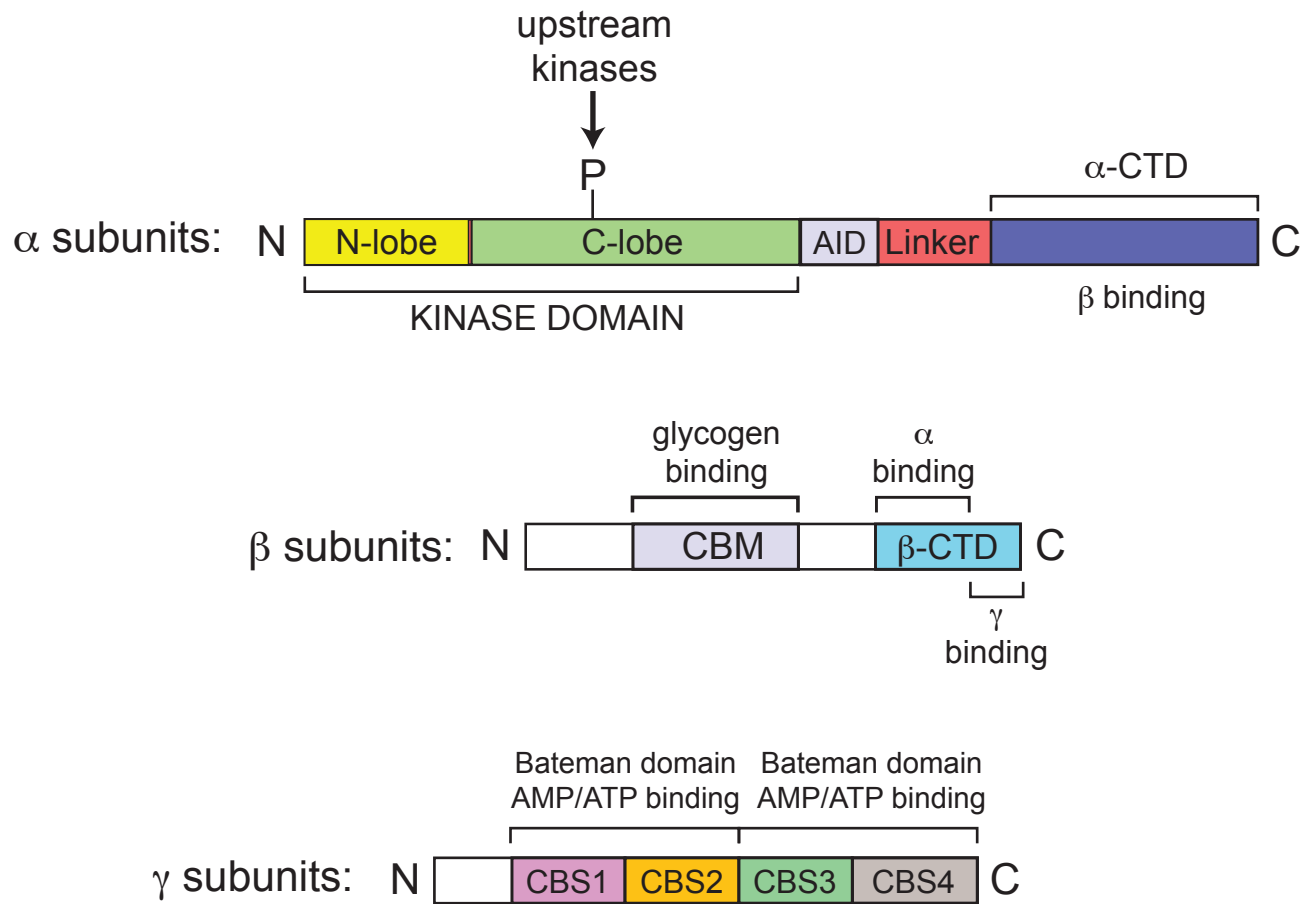 upstream
kinases
P
α-CTD
α subunits: N N-lobe C-lobe AID Linker C
KINASE DOMAIN
β binding
glycogen
binding
α
binding
β subunits: N CBM β-CTD C
γ
binding
Bateman domain
AMP/ATP binding
Bateman domain
AMP/ATP binding
γ subunits: N CBS1 CBS2 CBS3 CBS4 C